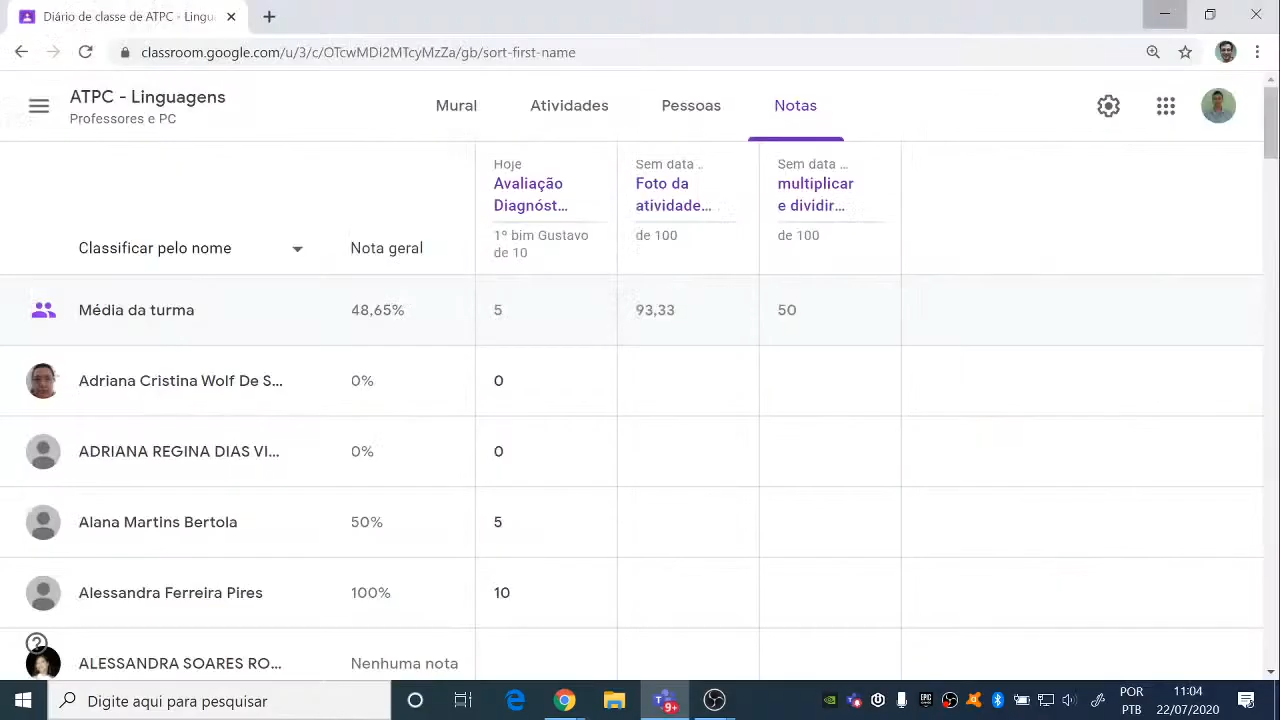 Diário de classe de ATPC - Lingu
classroom.google.com/u/3/c/OTcwMDI2MTcyMzZa/gb/sort-first-name
ATPC - Linguagens
Professores e PC
Mural
Atividades
Pessoas
Notas
Classificar pelo nome
Nota geral
Hoje
Avaliação
Diagnóst...
1º bim Gustavo
de 10
Sem data ..
Foto da
atividade...
de 100
Sem data ...
multiplicar
e dividir...
de 100
Média da turma
48,65%
5
93,33
50
Adriana Cristina Wolf De S...
0%
0
ADRIANA REGINA DIAS VI...
0%
0
Alana Martins Bertola
50%
5
Alessandra Ferreira Pires
100%
10
?
ALESSANDRA SOARES RO...
Nenhuma nota
Digite aqui para pesquisar
9+
EPIC
POR
PTB
11:04
22/07/2020